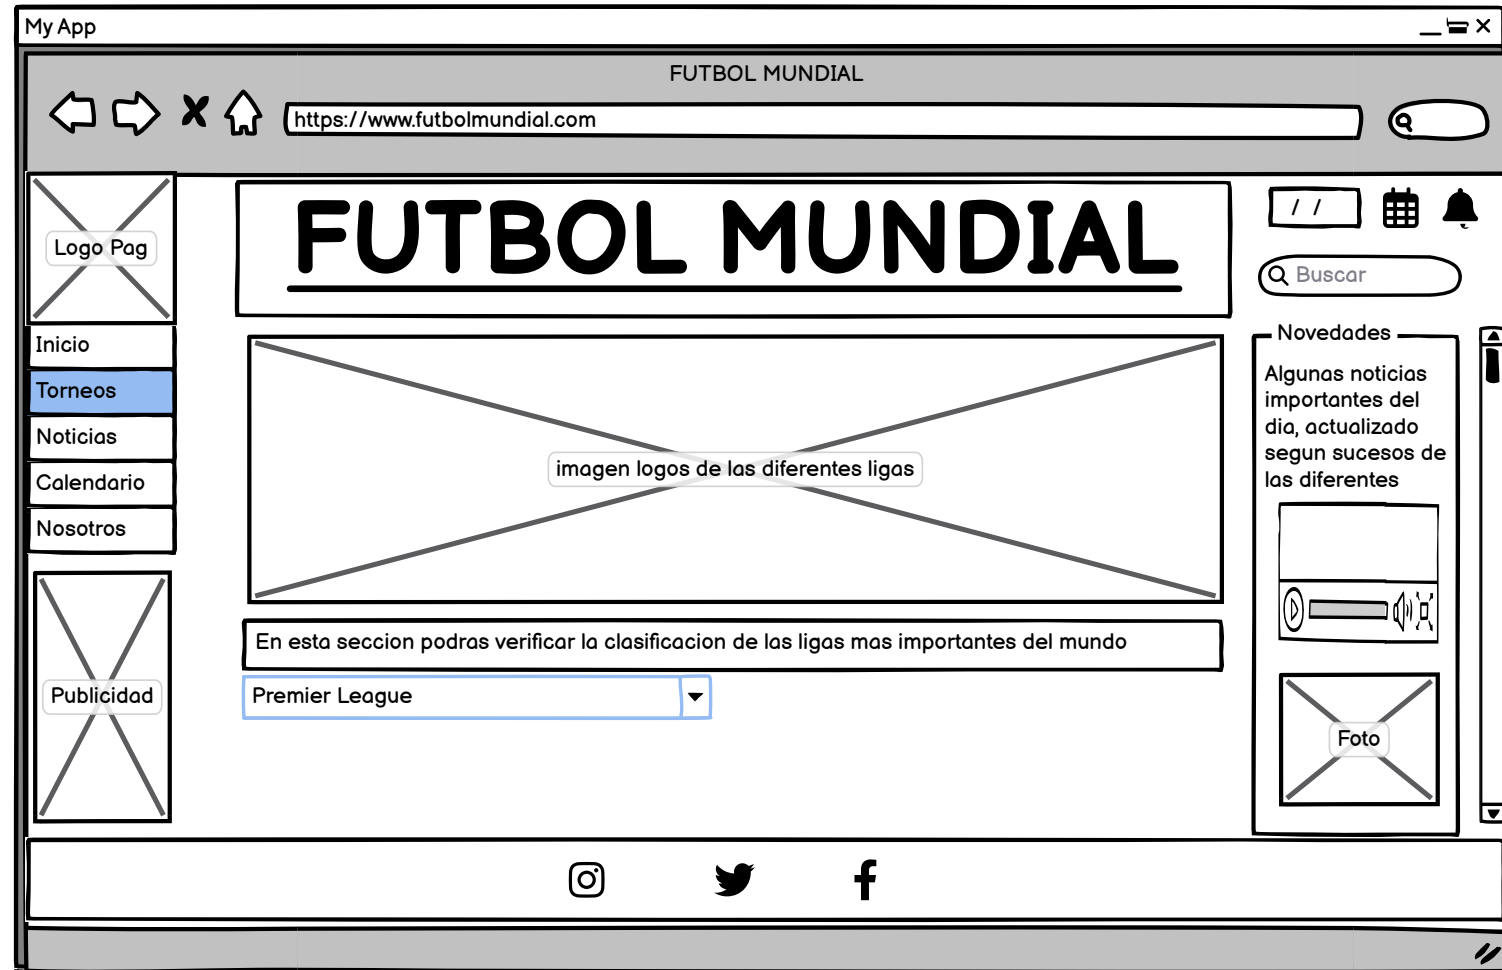 My App
FUTBOL MUNDIAL
https://www.futbolmundial.com
Logo Pag
FUTBOL MUNDIAL
/ /
Buscar
Inicio
Torneos
Noticias
Calendario
Nosotros
imagen logos de las diferentes ligas
Novedades
Algunas noticias
importantes del
dia, actualizado
segun sucesos de
las diferentes
En esta seccion podras verificar la clasificacion de las ligas mas importantes del mundo
Premier League
Publicidad
Foto